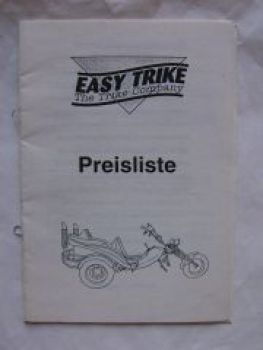 EASY TRIKE
The Trike Company
Preisliste